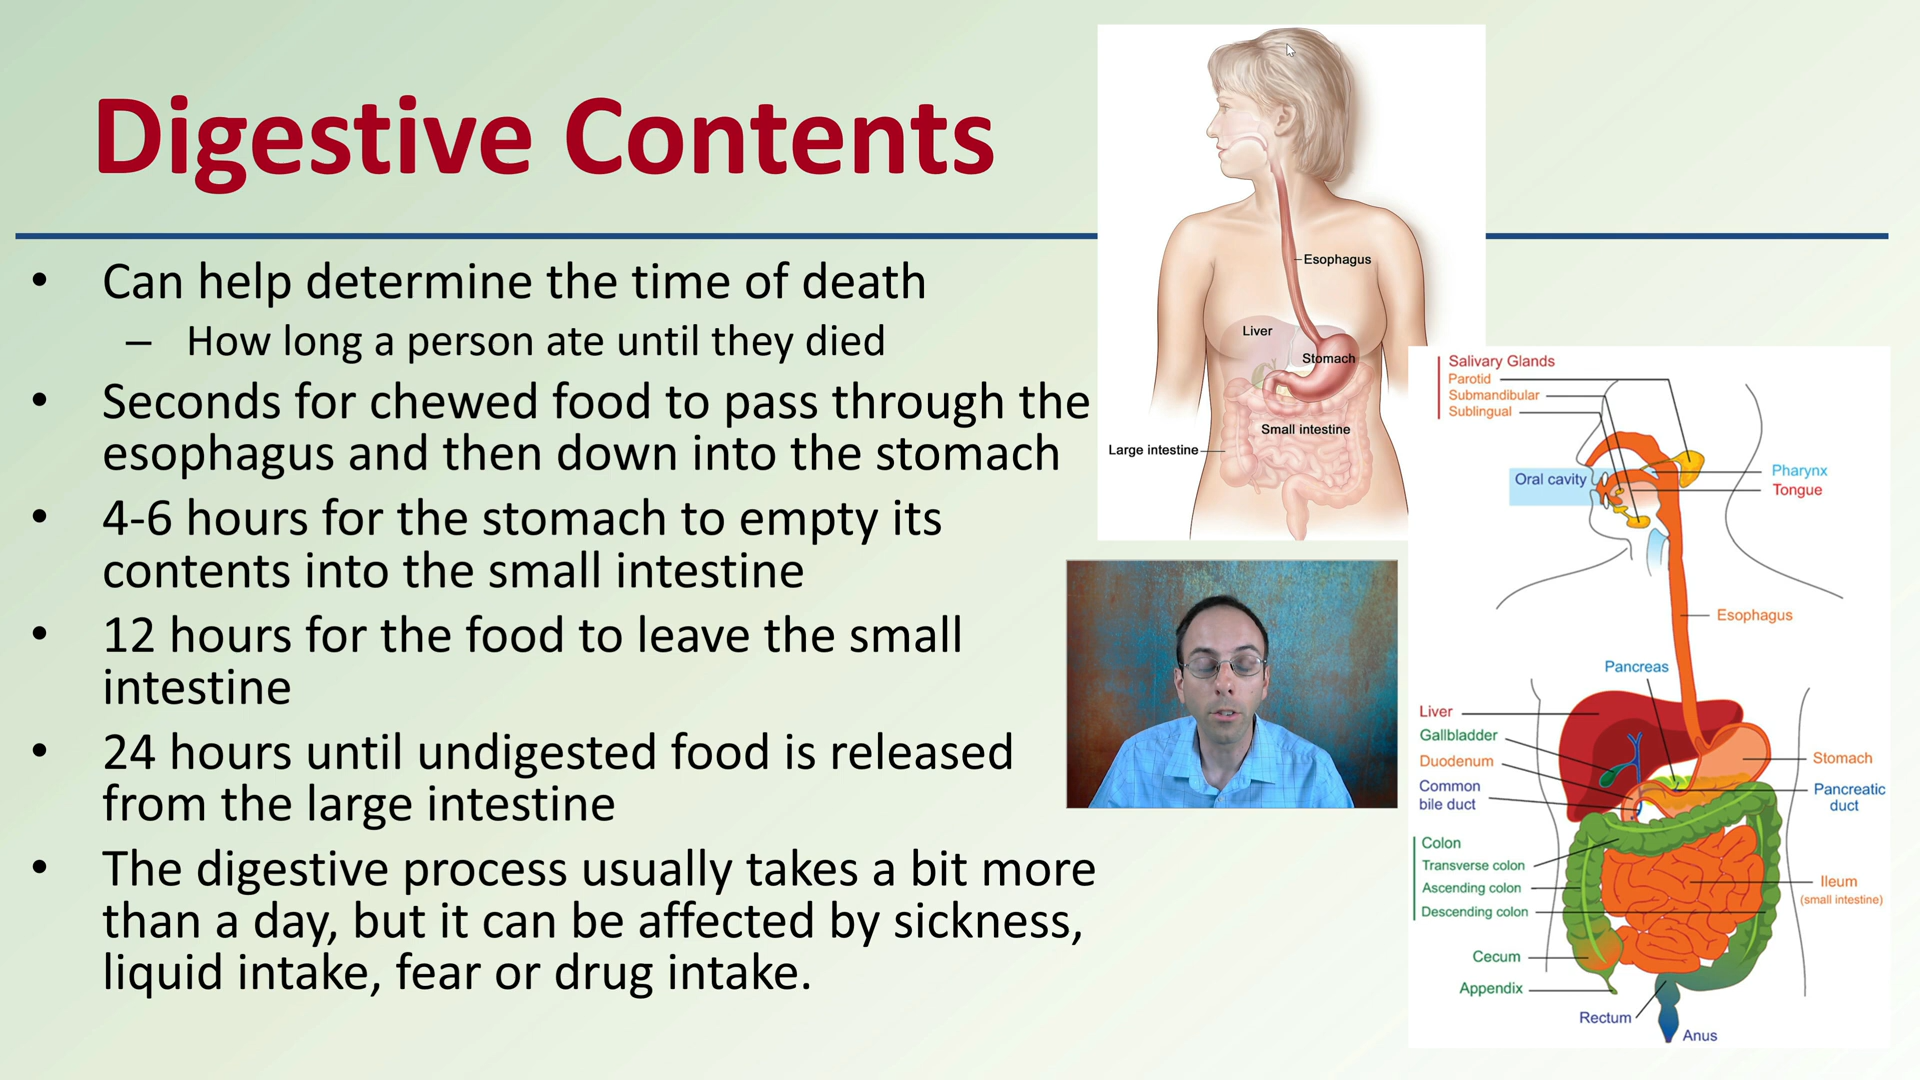 Digestive Contents
• Can help determine the time of death
– How long a person ate until they died
• Seconds for chewed food to pass through the
esophagus and then down into the stomach
• 4-6 hours for the stomach to empty its
contents into the small intestine
• 12 hours for the food to leave the small
intestine
• 24 hours until undigested food is released
from the large intestine
• The digestive process usually takes a bit more
than a day, but it can be affected by sickness,
liquid intake, fear or drug intake.
Esophagus
Liver
Stomach
Small intestine
Large intestine
Salivary Glands
Parotid
Submandibular
Sublingual
Oral cavity
Pharynx
Tongue
Esophagus
Pancreas
Liver
Gallbladder
Duodenum
Common
bile duct
Stomach
Pancreatic
duct
Colon
Transverse colon
Ascending colon
Descending colon
Ileum
(small intestine)
Cecum
Appendix
Rectum
Anus